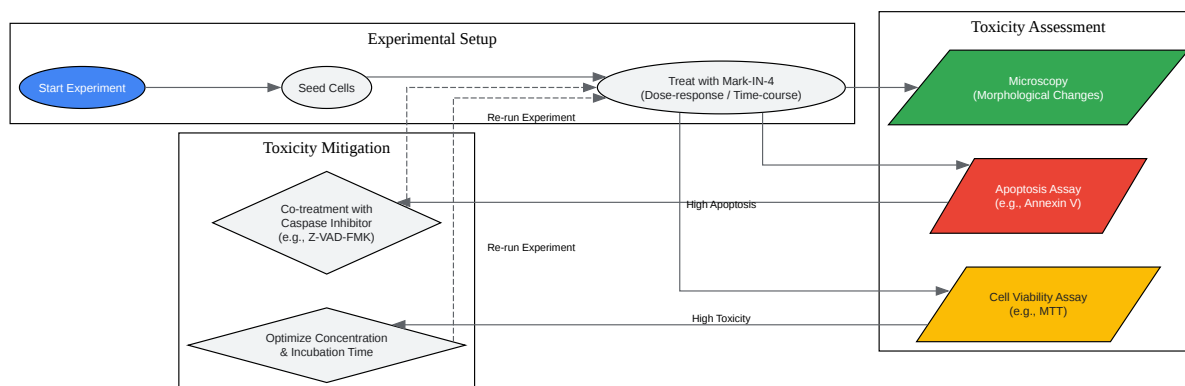 Toxicity Assessment
Experimental Setup
Start Experiment
Seed Cells
Treat with Mark-IN-4
(Dose-response / Time-course)
Microscopy
(Morphological Changes)
Re-run Experiment
Toxicity Mitigation
Co-treatment with
Caspase Inhibitor
(e.g., Z-VAD-FMK)
High Apoptosis
Apoptosis Assay
(e.g., Annexin V)
Re-run Experiment
Optimize Concentration
& Incubation Time
High Toxicity
Cell Viability Assay
(e.g., MTT)